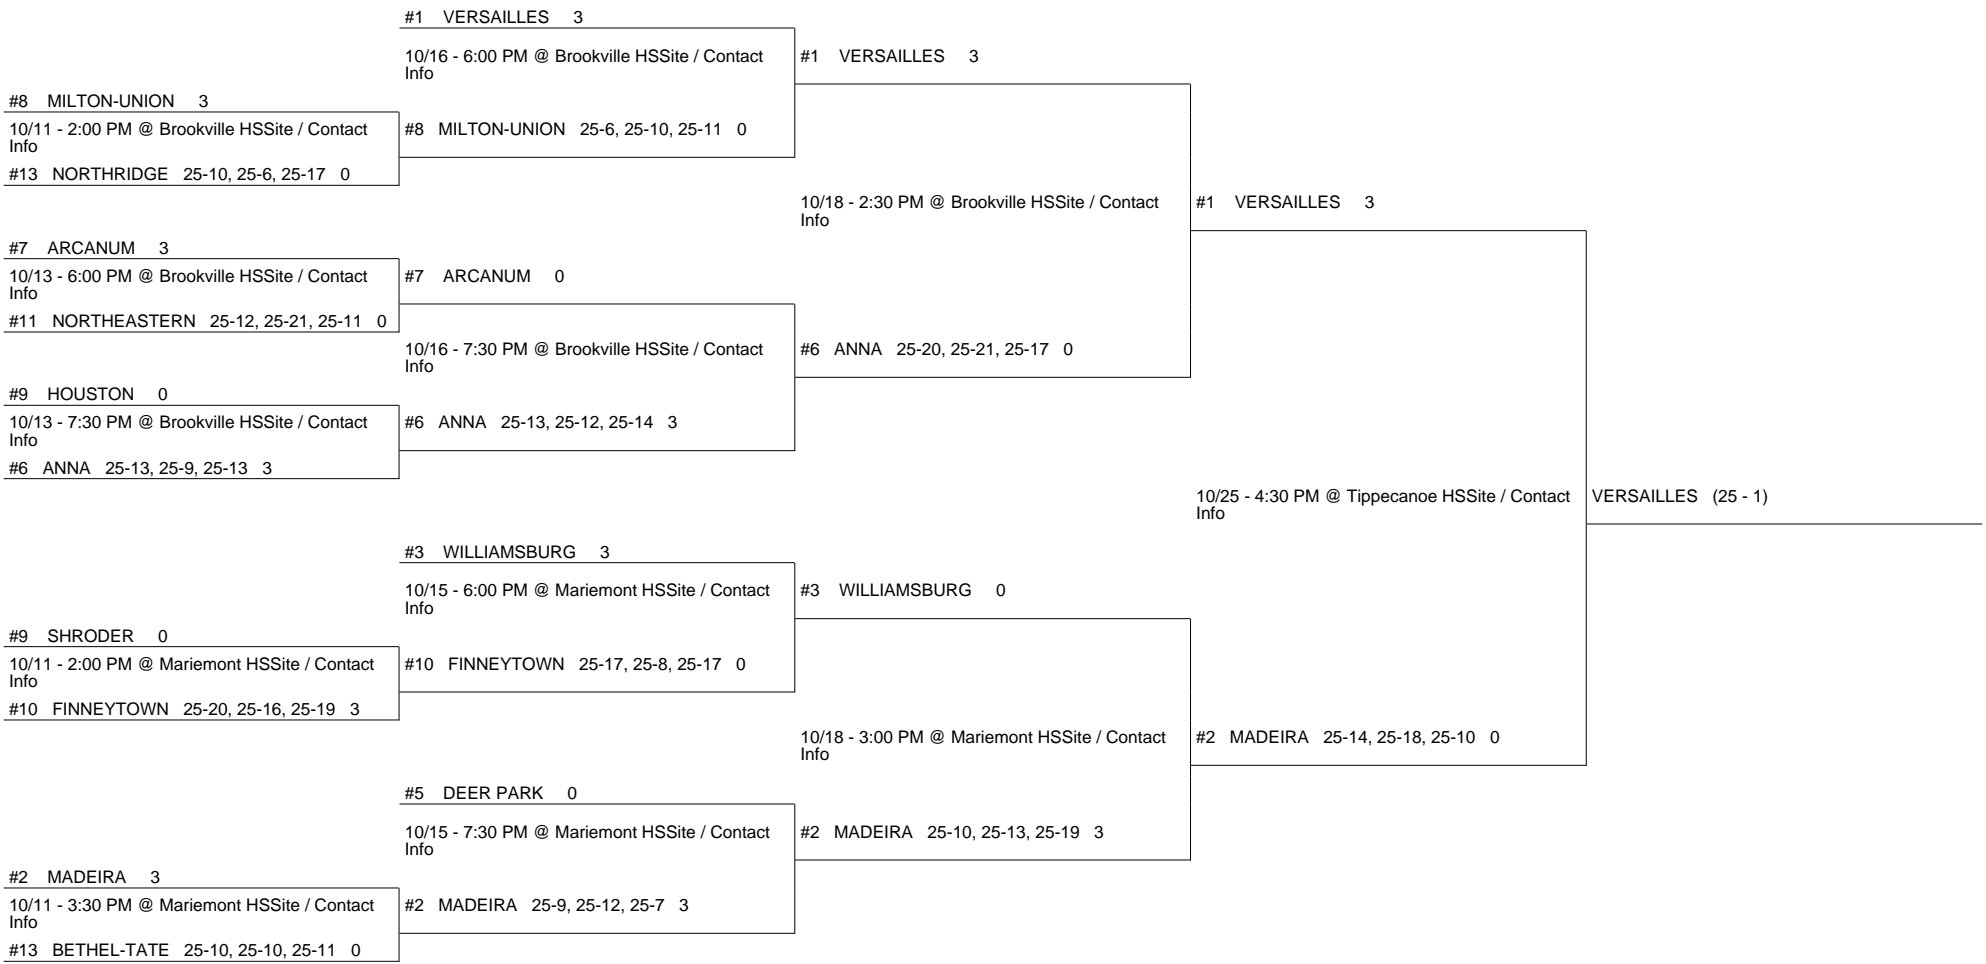 #1 VERSAILLES 3
10/16 - 6:00 PM @ Brookville HSSite / Contact
Info
#1 VERSAILLES 3
#8 MILTON-UNION 3
10/11 - 2:00 PM @ Brookville HSSite / Contact
Info
#8 MILTON-UNION 25-6, 25-10, 25-11 0
#13 NORTHRIDGE 25-10, 25-6, 25-17 0
10/18 - 2:30 PM @ Brookville HSSite / Contact
Info
#1 VERSAILLES 3
#7 ARCANUM 3
10/13 - 6:00 PM @ Brookville HSSite / Contact
Info
#7 ARCANUM 0
#11 NORTHEASTERN 25-12, 25-21, 25-11 0
10/16 - 7:30 PM @ Brookville HSSite / Contact
Info
#6 ANNA 25-20, 25-21, 25-17 0
#9 HOUSTON 0
10/13 - 7:30 PM @ Brookville HSSite / Contact
Info
#6 ANNA 25-13, 25-12, 25-14 3
#6 ANNA 25-13, 25-9, 25-13 3
10/25 - 4:30 PM @ Tippecanoe HSSite / Contact
Info
VERSAILLES (25 - 1)
#3 WILLIAMSBURG 3
10/15 - 6:00 PM @ Mariemont HSSite / Contact
Info
#3 WILLIAMSBURG 0
#9 SHRODER 0
10/11 - 2:00 PM @ Mariemont HSSite / Contact
Info
#10 FINNEYTOWN 25-17, 25-8, 25-17 0
#10 FINNEYTOWN 25-20, 25-16, 25-19 3
10/18 - 3:00 PM @ Mariemont HSSite / Contact
Info
#2 MADEIRA 25-14, 25-18, 25-10 0
#5 DEER PARK 0
10/15 - 7:30 PM @ Mariemont HSSite / Contact
Info
#2 MADEIRA 25-10, 25-13, 25-19 3
#2 MADEIRA 3
10/11 - 3:30 PM @ Mariemont HSSite / Contact
Info
#2 MADEIRA 25-9, 25-12, 25-7 3
#13 BETHEL-TATE 25-10, 25-10, 25-11 0